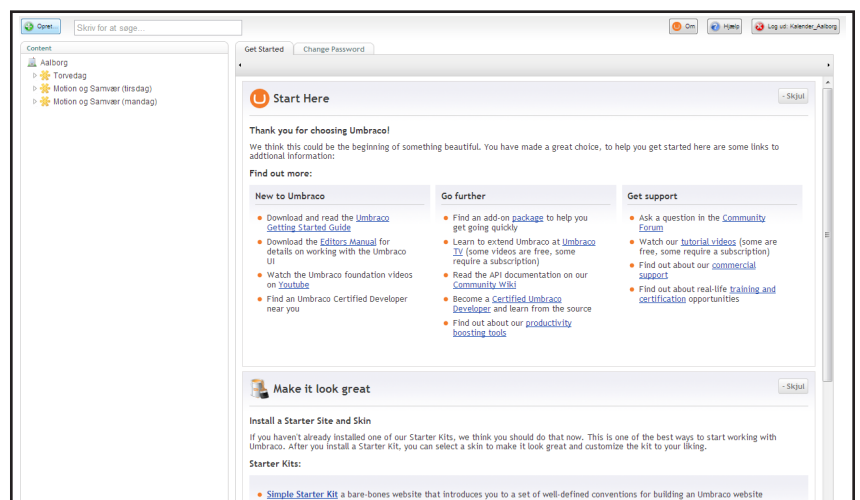 Opret...
Skriv for at søge...
Om
Hjælp
Log ud: Kalender_Aalborg
Content
Aalborg
Torvedag
Motion og Samvær (tirsdag)
Motion og Samvær (mandag)
Get Started
Change Password
Start Here
- Skjul
Thank you for choosing Umbraco!
We think this could be the beginning of something beautiful. You have made a great choice, to help you get started here are some links to
addtional information:
Find out more:
New to Umbraco
Download and read the Umbraco
Getting Started Guide
Download the Editors Manual for
details on working with the Umbraco
UI
Watch the Umbraco foundation videos
on Youtube
Find an Umbraco Certified Developer
near you
Go further
Find an add-on package to help you
get going quickly
Learn to extend Umbraco at Umbraco
TV (some videos are free, some
require a subscription)
Read the API documentation on our
Community Wiki
Become a Certified Umbraco
Developer and learn from the source
Find out about our productivity
boosting tools
Get support
Ask a question in the Community
Forum
Watch our tutorial videos (some are
free, some require a subscription)
Find out about our commercial
support
Find out about real-life training and
certification opportunities
Make it look great
- Skjul
Install a Starter Site and Skin
If you haven't already installed one of our Starter Kits, we think you should do that now. This is one of the best ways to start working with
Umbraco. After you install a Starter Kit, you can select a skin to make it look great and customize the kit to your liking.
Starter Kits:
Simple Starter Kit a bare-bones website that introduces you to a set of well-defined conventions for building an Umbraco website